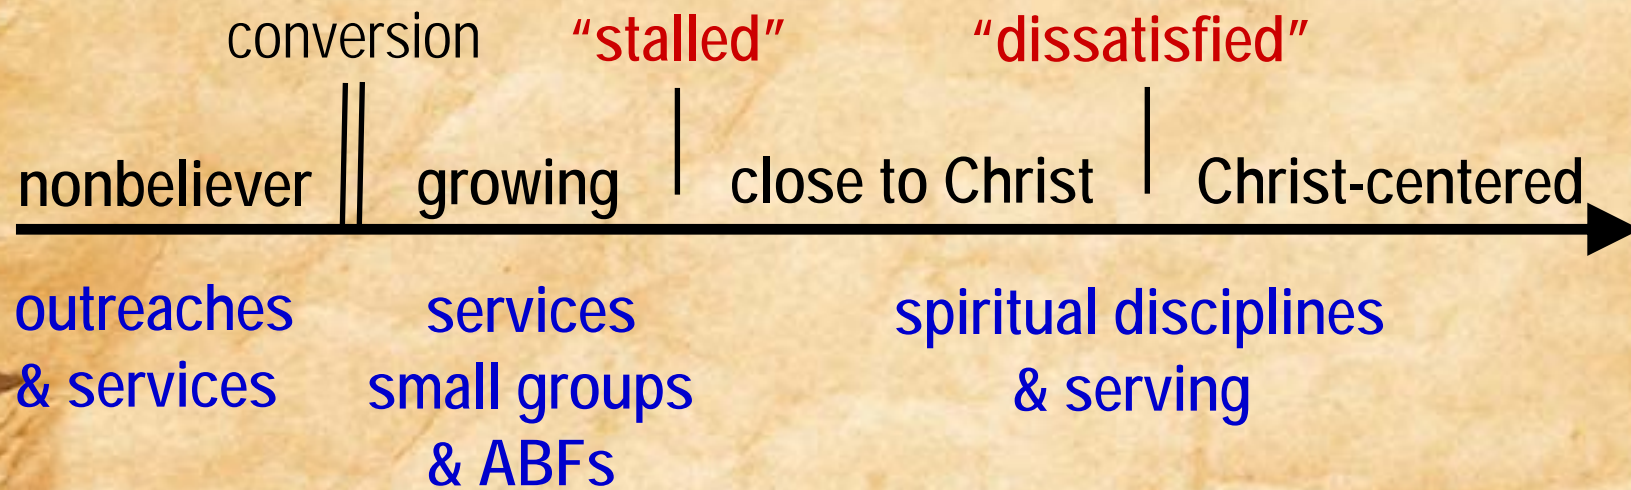 conversion “stalled” “dissatisfied”
nonbeliever growing close to Christ Christ-centered
outreaches services spiritual disciplines
& services small groups & serving
& ABFs